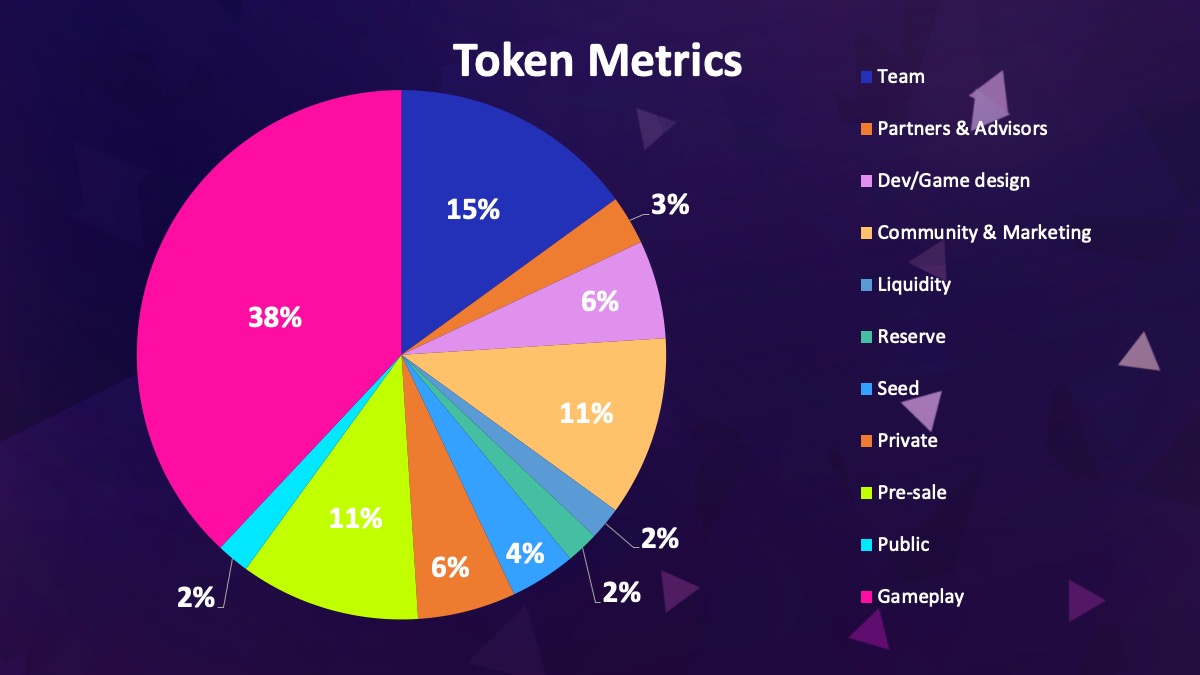 Token Metrics
15%
3%
6%
11%
2%
2%
4%
6%
11%
2%
38%
Team
Partners & Advisors
Dev/Game design
Community & Marketing
Liquidity
Reserve
Seed
Private
Pre-sale
Public
Gameplay